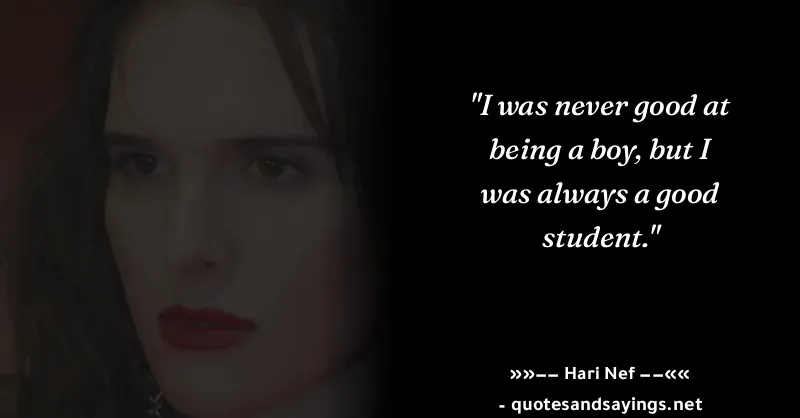 "I was never good at
being a boy, but I
was always a good
student."
»»–– Hari Nef ––««
- quotesandsayings.net